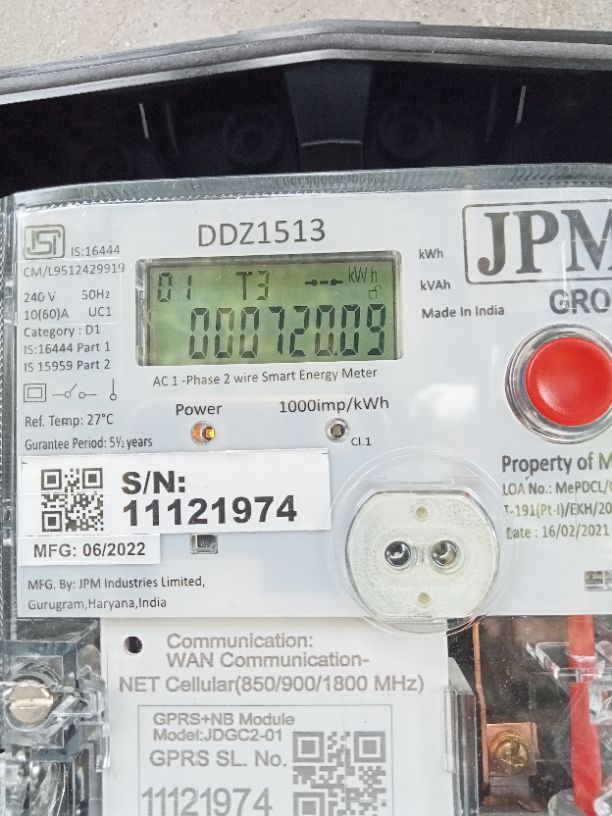 DDZ1513
ISI
IS:16444
CM/L9512429919
240 V 50Hz
10(60)A UC1
Category : D1
IS:16444 Part 1
IS 15959 Part 2
Ref. Temp: 27°C
Gurantee Period: 5½ years
01 T3 kWh
000720.09
kWh
kVAh
Made In India
JPM
GRO
AC 1 -Phase 2 wire Smart Energy Meter
Power
1000imp/kWh
Cl.1
S/N:
11121974
MFG: 06/2022
MFG. By: JPM Industries Limited,
Gurugram,Haryana,India
Property of M
LOA No.: MePDCL/
T-191(Pt-I)/EKH/20
Date : 16/02/2021
Communication:
WAN Communication-
NET Cellular(850/900/1800 MHz)
GPRS+NB Module
Model:JDGC2-01
GPRS SL. No.
11121974